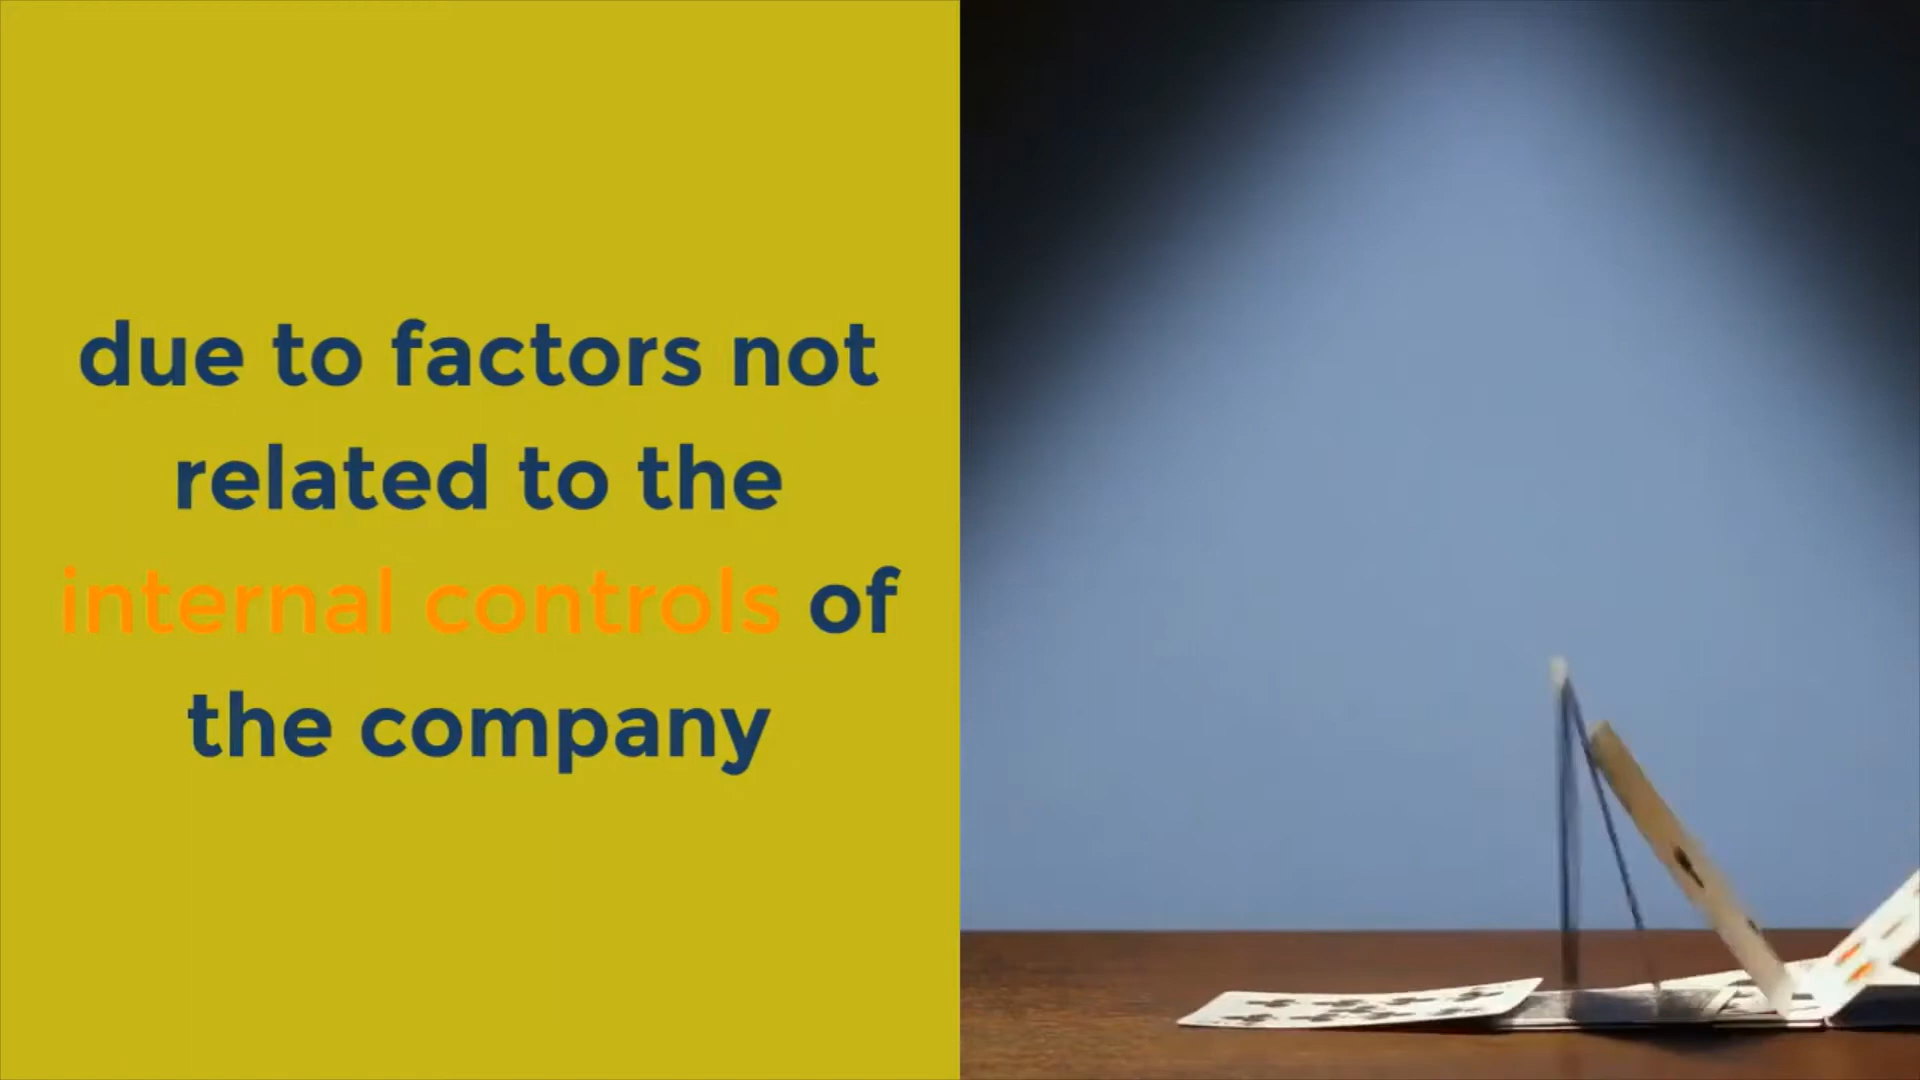 due to factors not
related to the
internal controls of
the company